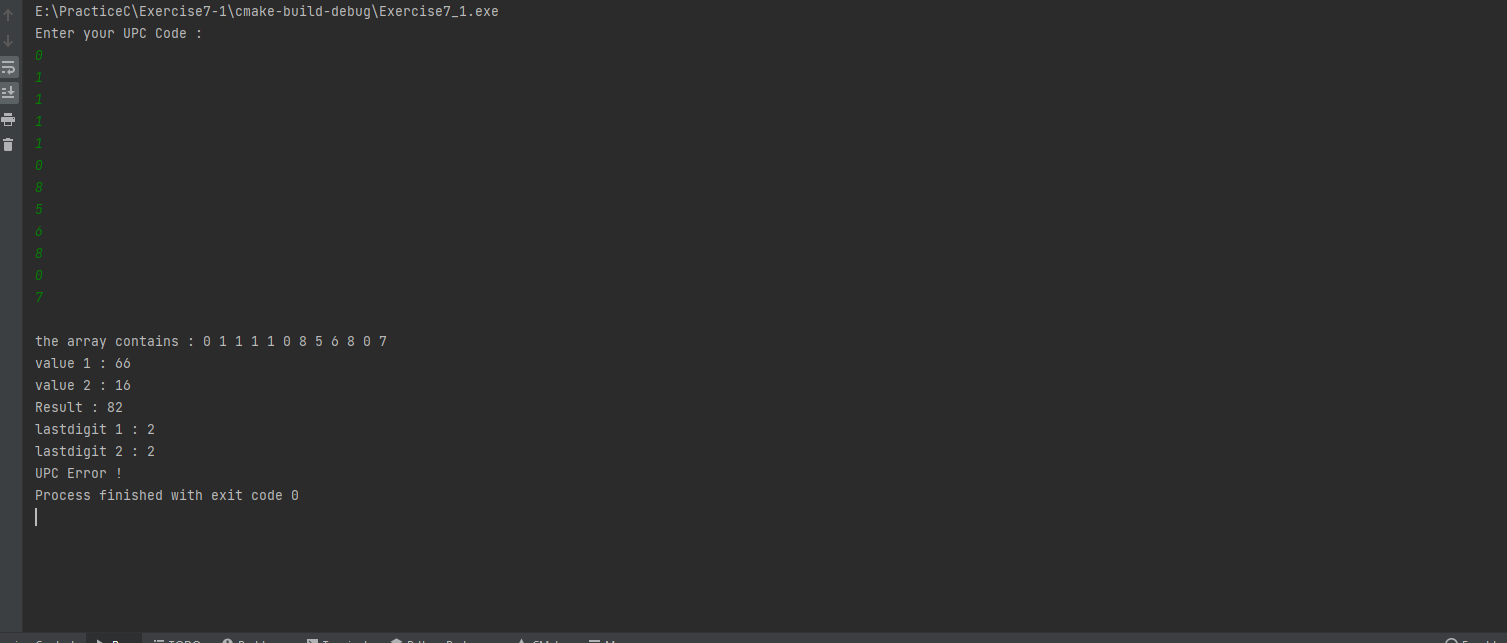 E:\PracticeC\Exercise7-1\cmake-build-debug\Exercise7_1.exe
Enter your UPC Code :
0
1
1
1
1
0
8
5
6
8
0
7
the array contains : 0 1 1 1 1 0 8 5 6 8 0 7
value 1 : 66
value 2 : 16
Result : 82
lastdigit 1 : 2
lastdigit 2 : 2
UPC Error !
Process finished with exit code 0